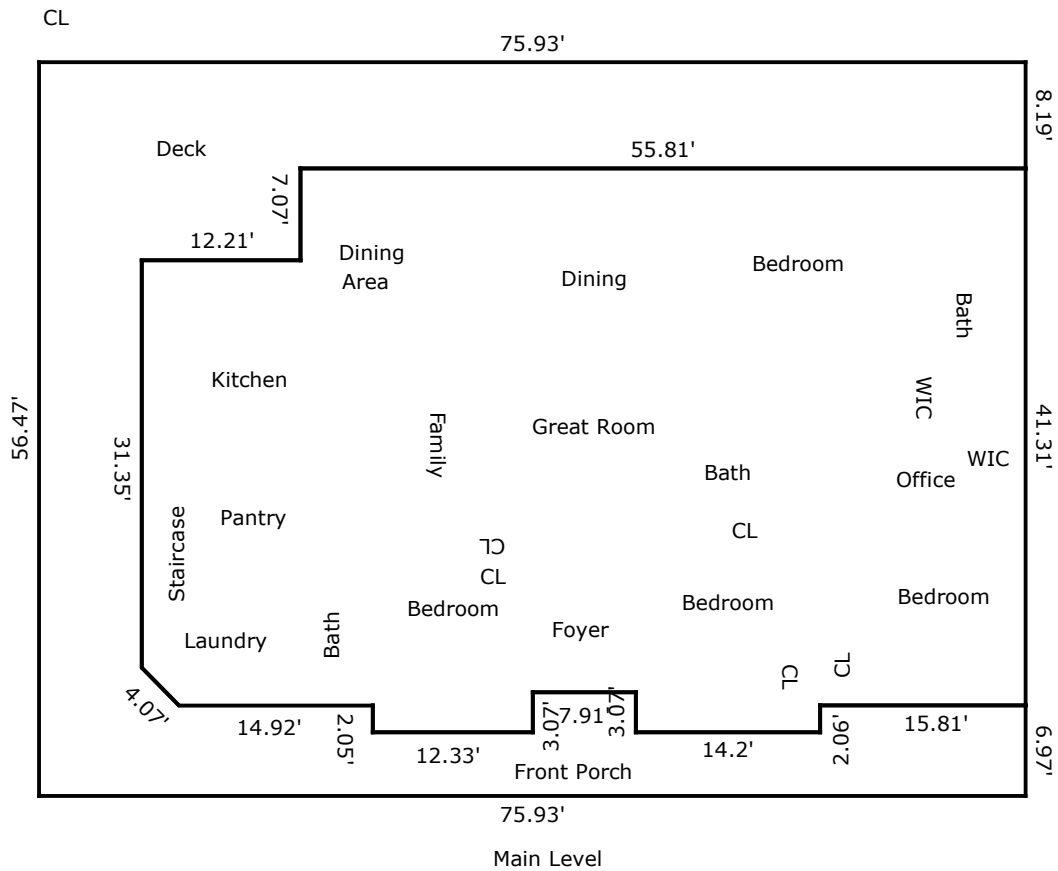 CL
75.93'
8.19'
Deck
55.81'
7.07'
12.21'
Dining
Area
Dining
Bedroom
Bath
Kitchen
WIC
Family
Great Room
56.47'
31.35'
41.31'
Bath
WIC
Office
Pantry
CL
Staircase
CL
CL
Bedroom
Bedroom
Bedroom
Foyer
Laundry
Bath
CL
CL
4.07'
14.92'
2.05'
12.33'
3.07'
7.91'
3.07'
14.2'
2.06'
15.81'
6.97'
Front Porch
75.93'
Main Level